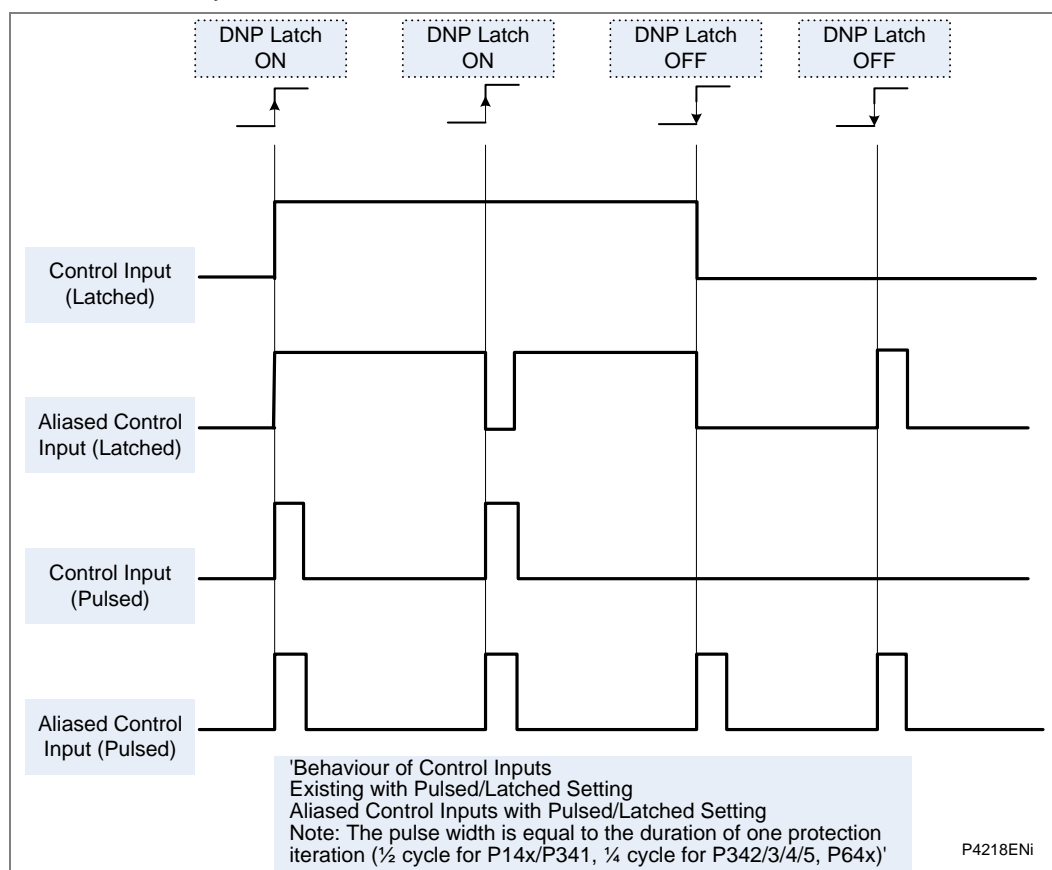 DNP Latch
ON
DNP Latch
ON
DNP Latch
OFF
DNP Latch
OFF
Control Input
(Latched)
Aliased Control
Input (Latched)
Control Input
(Pulsed)
Aliased Control
Input (Pulsed)
'Behaviour of Control Inputs
Existing with Pulsed/Latched Setting
Aliased Control Inputs with Pulsed/Latched Setting
Note: The pulse width is equal to the duration of one protection
iteration (½ cycle for P14x/P341, ¼ cycle for P342/3/4/5, P64x)'
P4218ENi